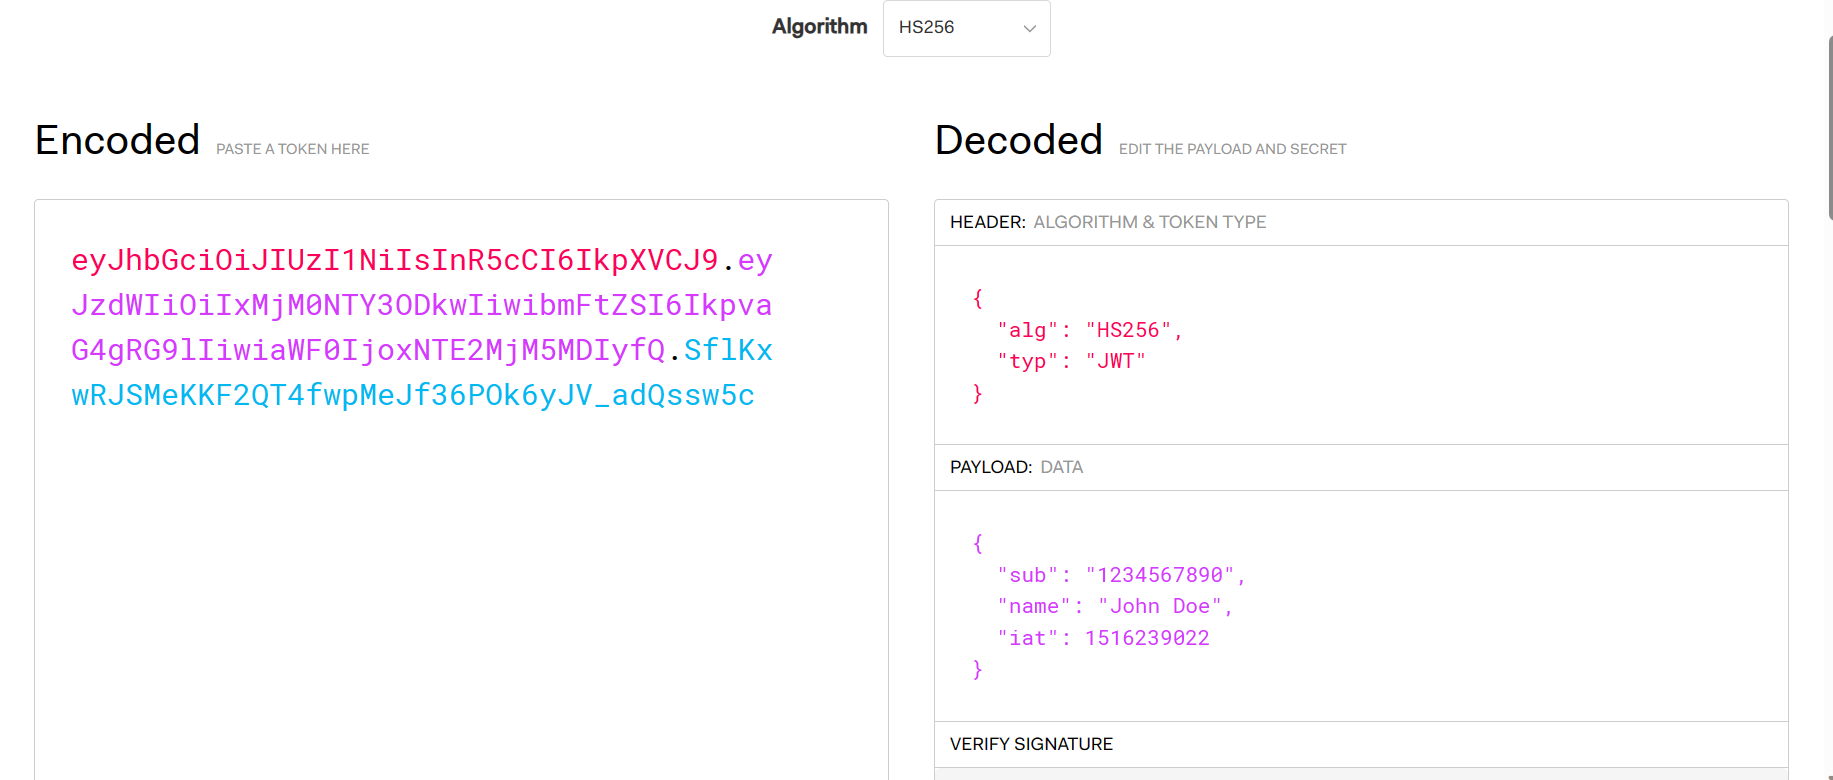 Algorithm HS256
Encoded PASTE A TOKEN HERE
eyJhbGciOiJIUzI1NiIsInR5cCI6IkpXVCJ9.ey
JzdWIiOiIxMjM0NTY3ODkwIiwibmFtZSI6Ikpva
G4gRG9lIiwiaWF0IjoxNTE2MjM5MDIyfQ.SflKx
wRJSMeKKF2QT4fwpMeJf36POk6yJV_adQssw5c
Decoded EDIT THE PAYLOAD AND SECRET
HEADER: ALGORITHM & TOKEN TYPE
{
"alg": "HS256",
"typ": "JWT"
}
PAYLOAD: DATA
{
"sub": "1234567890",
"name": "John Doe",
"iat": 1516239022
}
VERIFY SIGNATURE